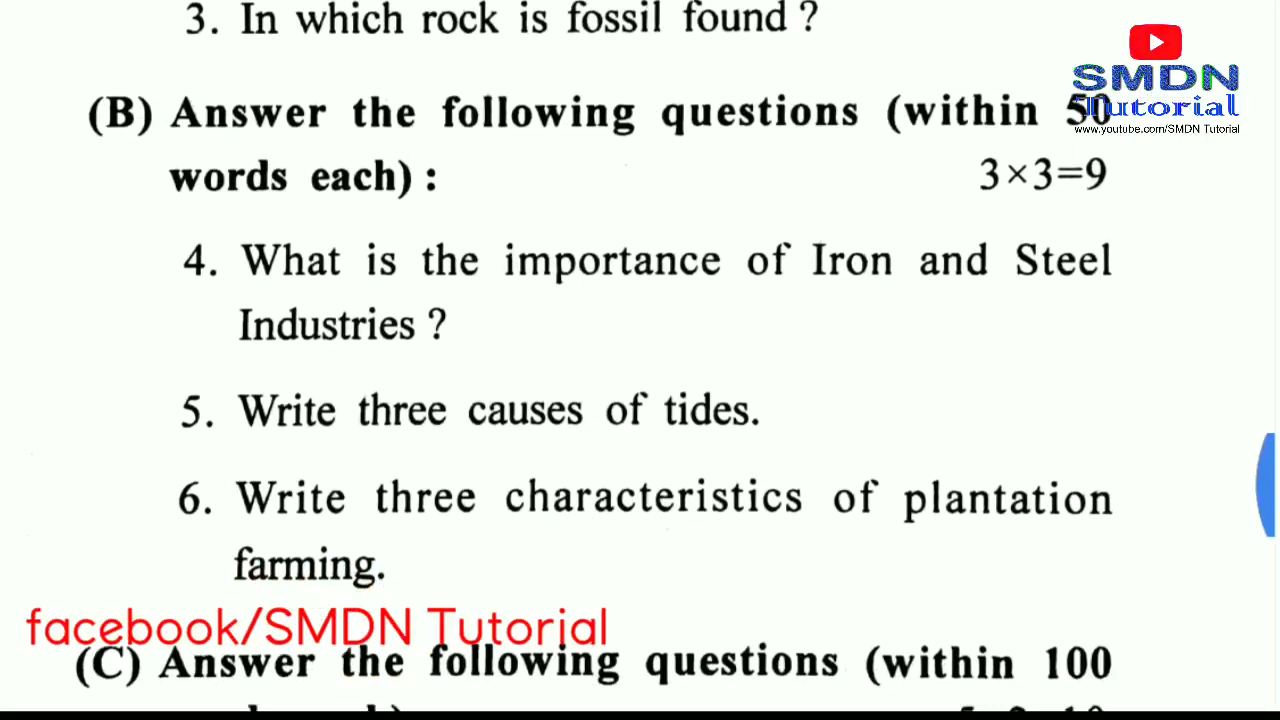 3. In which rock is fossil found ?
SMDN
Tutorial
www.youtube.com/SMDN Tutorial
(B) Answer the following questions (within 50
words each) : 3×3=9
4. What is the importance of Iron and Steel
Industries ?
5. Write three causes of tides.
6. Write three characteristics of plantation
farming.
facebook/SMDN Tutorial
(C) Answer the following questions (within 100